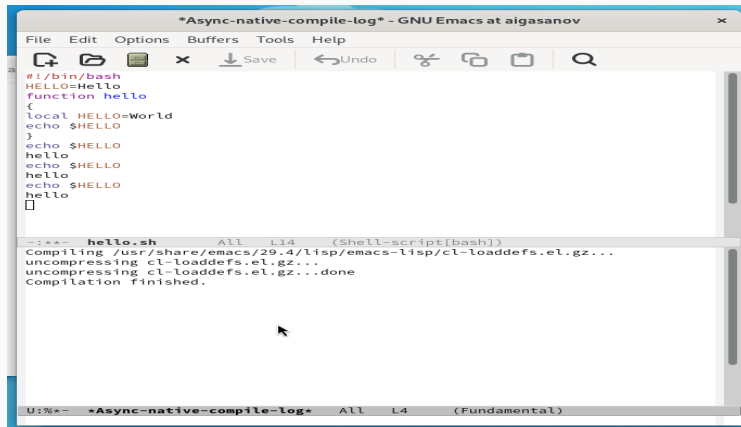 *Async-native-compile-log* - GNU Emacs at aigasanov
File Edit Options Buffers Tools Help
Save Undo
#!/bin/bash
HELLO=Hello
function hello
{
local HELLO=World
echo $HELLO
}
echo $HELLO
hello
echo $HELLO
hello
echo $HELLO
hello
-:**- hello.sh All L14 (Shell-script[bash])
Compiling /usr/share/emacs/29.4/lisp/emacs-lisp/cl-loaddefs.el.gz...
uncompressing cl-loaddefs.el.gz...
uncompressing cl-loaddefs.el.gz...done
Compilation finished.
U:%*- *Async-native-compile-log* All L4 (Fundamental)